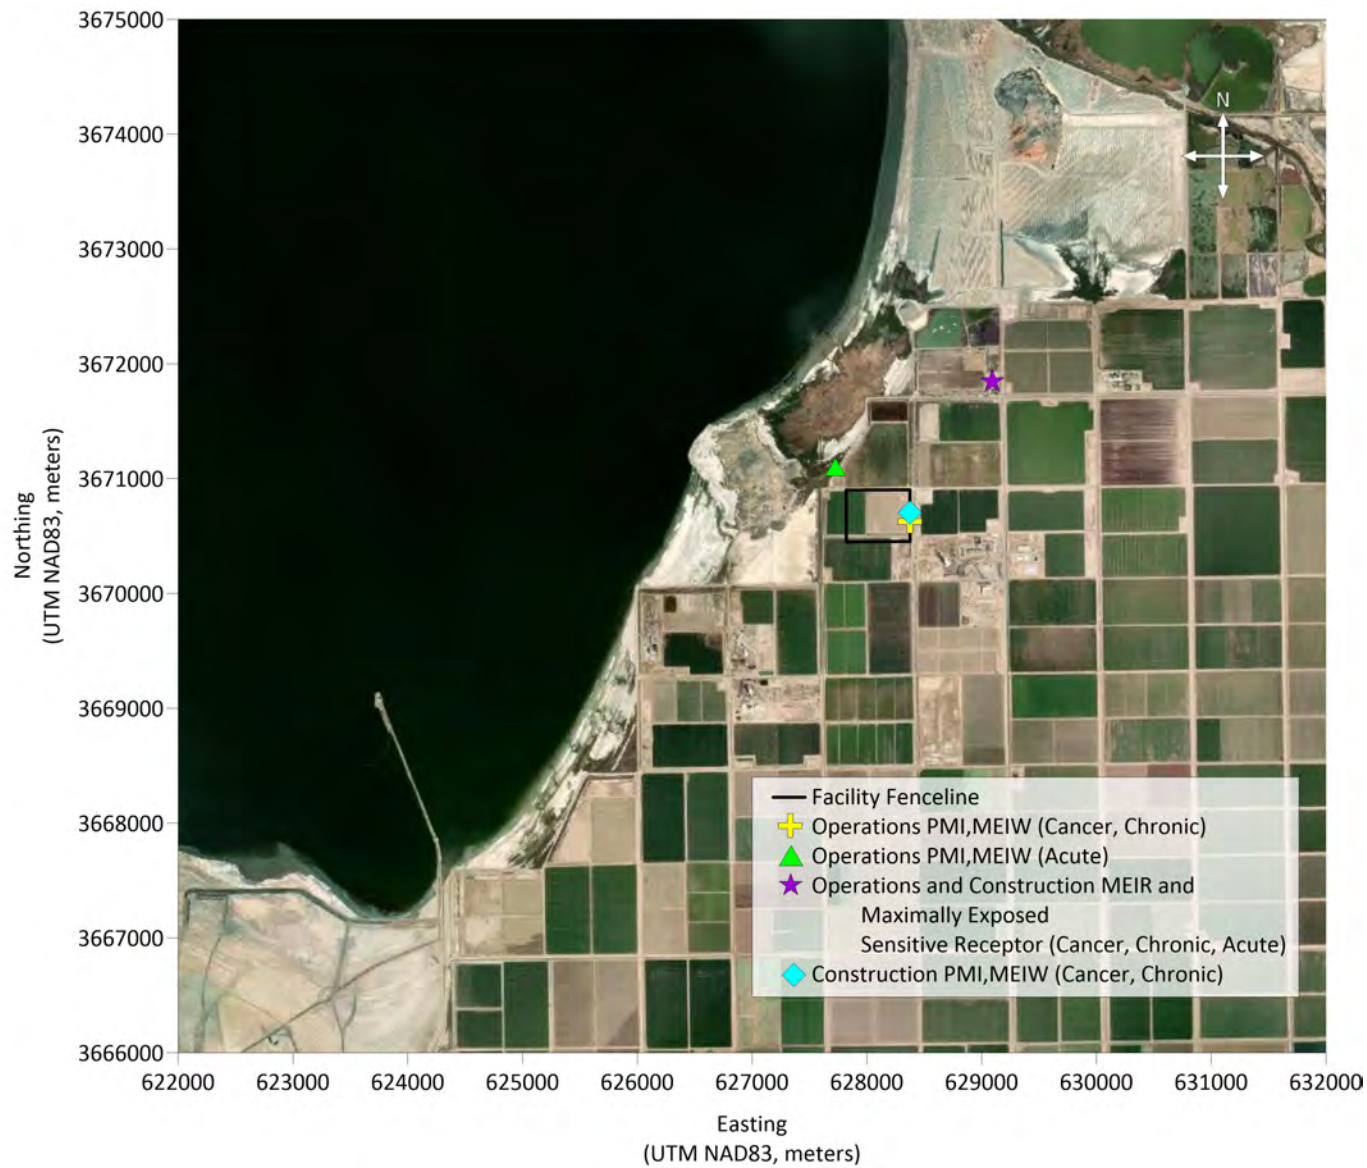 3675000
3674000
3673000
3672000
3671000
3670000
3669000
3668000
3667000
3666000
Northing
(UTM NAD83, meters)
N
Facility Fenceline
Operations PMI,MEIW (Cancer, Chronic)
Operations PMI,MEIW (Acute)
Operations and Construction MEIR and
Maximally Exposed
Sensitive Receptor (Cancer, Chronic, Acute)
Construction PMI,MEIW (Cancer, Chronic)
622000 623000 624000 625000 626000 627000 628000 629000 630000 631000 632000
Easting
(UTM NAD83, meters)